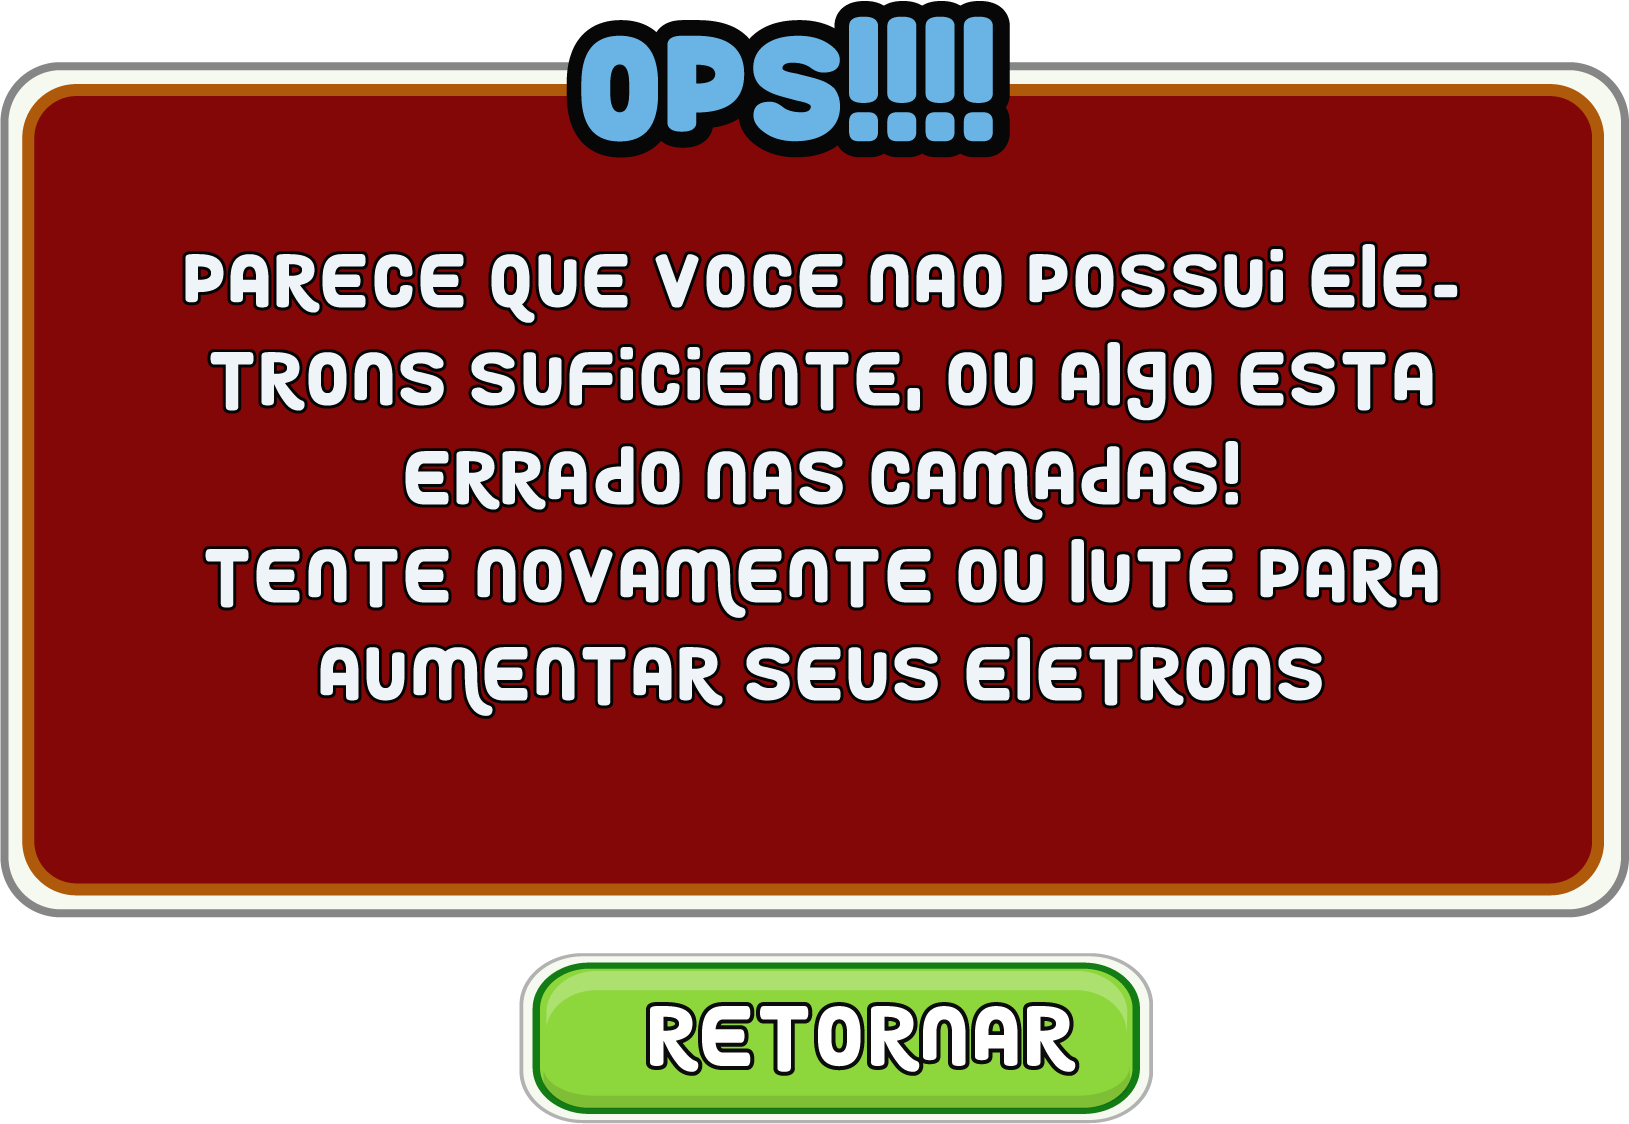 OPS!!!!
PARECE QUE VOCE NAO POSSUI ELE-
TRONS SUFICIENTE, OU ALGO ESTA
ERRADO NAS CAMADAS!
TENTE NOVAMENTE OU LUTE PARA
AUMENTAR SEUS ELETRONS
RETORNAR